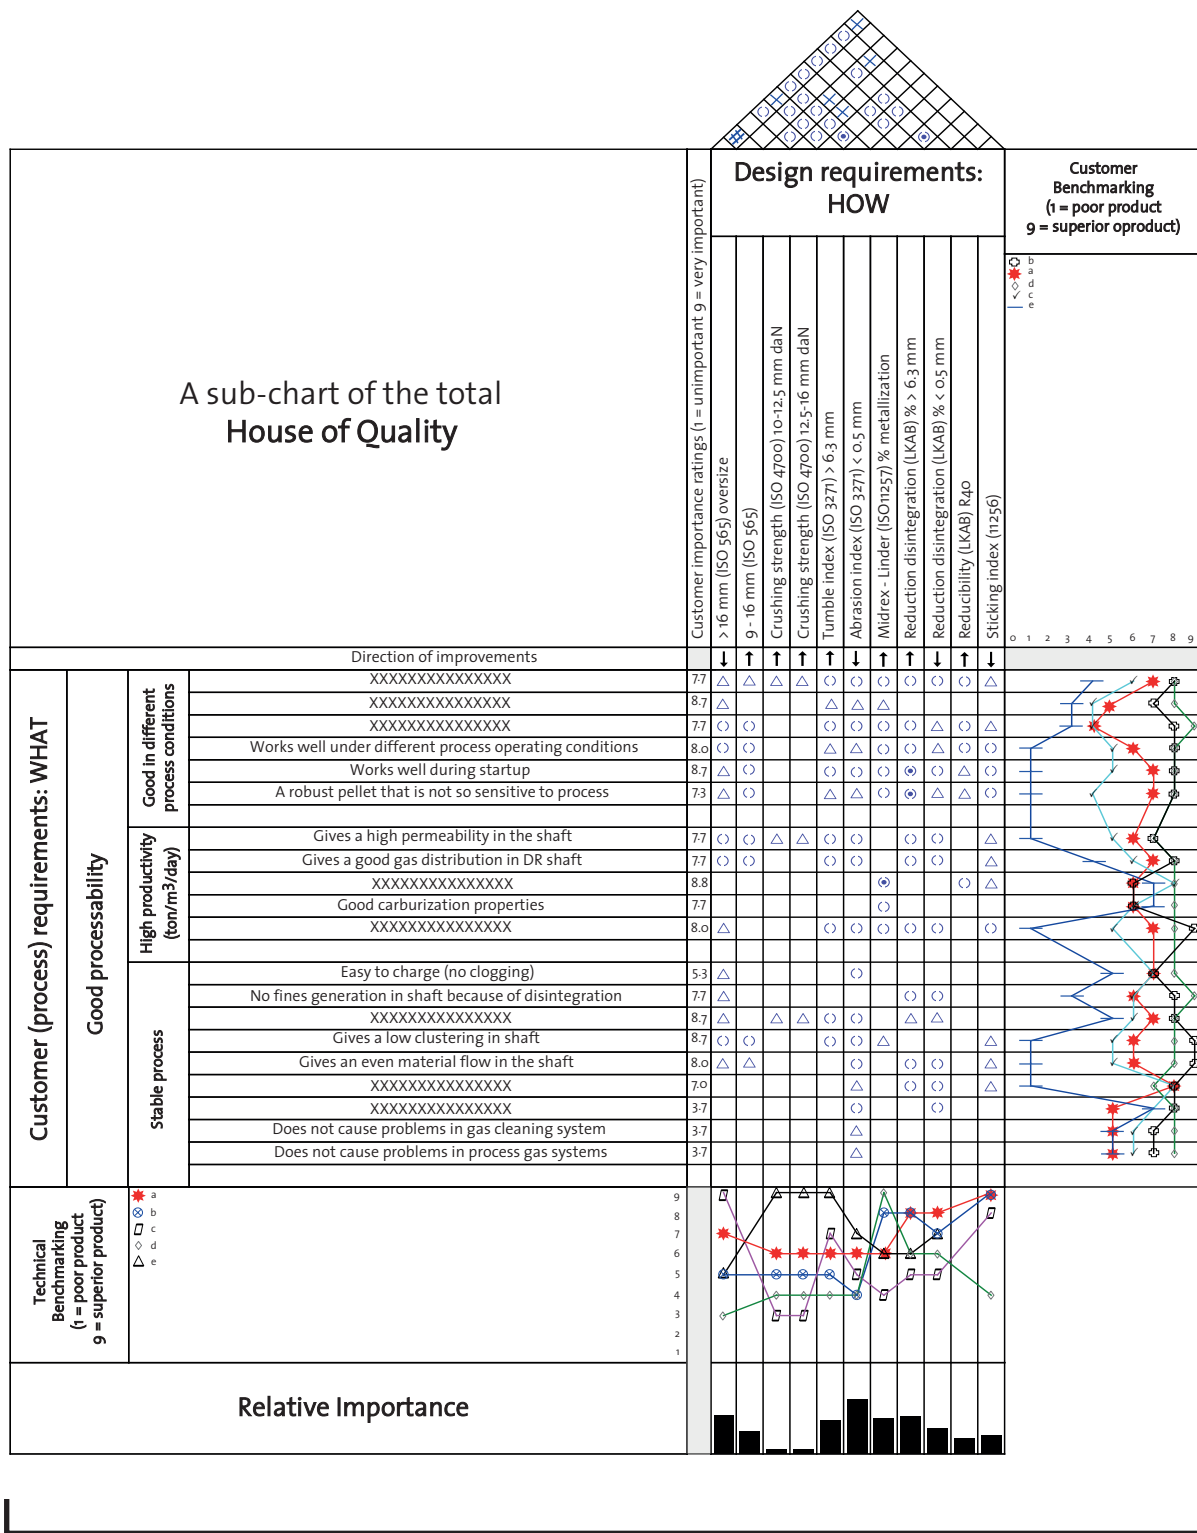 Design requirements:
HOW
Customer
Benchmarking
(1 = poor product
9 = superior oproduct)
b
a
d
c
e
A sub-chart of the total
House of Quality
Customer importance ratings (1 = unimportant 9 = very important)
> 16 mm (ISO 565) oversize
9 - 16 mm (ISO 565)
Crushing strength (ISO 4700) 10-12.5 mm daN
Crushing strength (ISO 4700) 12.5-16 mm daN
Tumble index (ISO 3271) > 6.3 mm
Abrasion index (ISO 3271) < 0.5 mm
Midrex - Linder (ISO11257) % metallization
Reduction disintegration (LKAB) % > 6.3 mm
Reduction disintegration (LKAB) % < 0.5 mm
Reducibility (LKAB) R40
Sticking index (11256)
0 1 2 3 4 5 6 7 8 9
Direction of improvements
Customer (process) requirements: WHAT
Good processability
Good in different
process conditions
XXXXXXXXXXXXXXX 7.7
XXXXXXXXXXXXXXX 8.7
XXXXXXXXXXXXXXX 7.7
Works well under different process operating conditions 8.0
Works well during startup 8.7
A robust pellet that is not so sensitive to process 7.3
High productivity
(ton/m3/day)
Gives a high permeability in the shaft 7.7
Gives a good gas distribution in DR shaft 7.7
XXXXXXXXXXXXXXX 8.8
Good carburization properties 7.7
XXXXXXXXXXXXXXX 8.0
Stable process
Easy to charge (no clogging) 5.3
No fines generation in shaft because of disintegration 7.7
XXXXXXXXXXXXXXX 8.7
Gives a low clustering in shaft 8.7
Gives an even material flow in the shaft 8.0
XXXXXXXXXXXXXXX 7.0
XXXXXXXXXXXXXXX 3.7
Does not cause problems in gas cleaning system 3.7
Does not cause problems in process gas systems 3.7
Technical
Benchmarking
(1 = poor product
9 = superior product)
a
b
c
d
e
9
8
7
6
5
4
3
2
1
Relative Importance